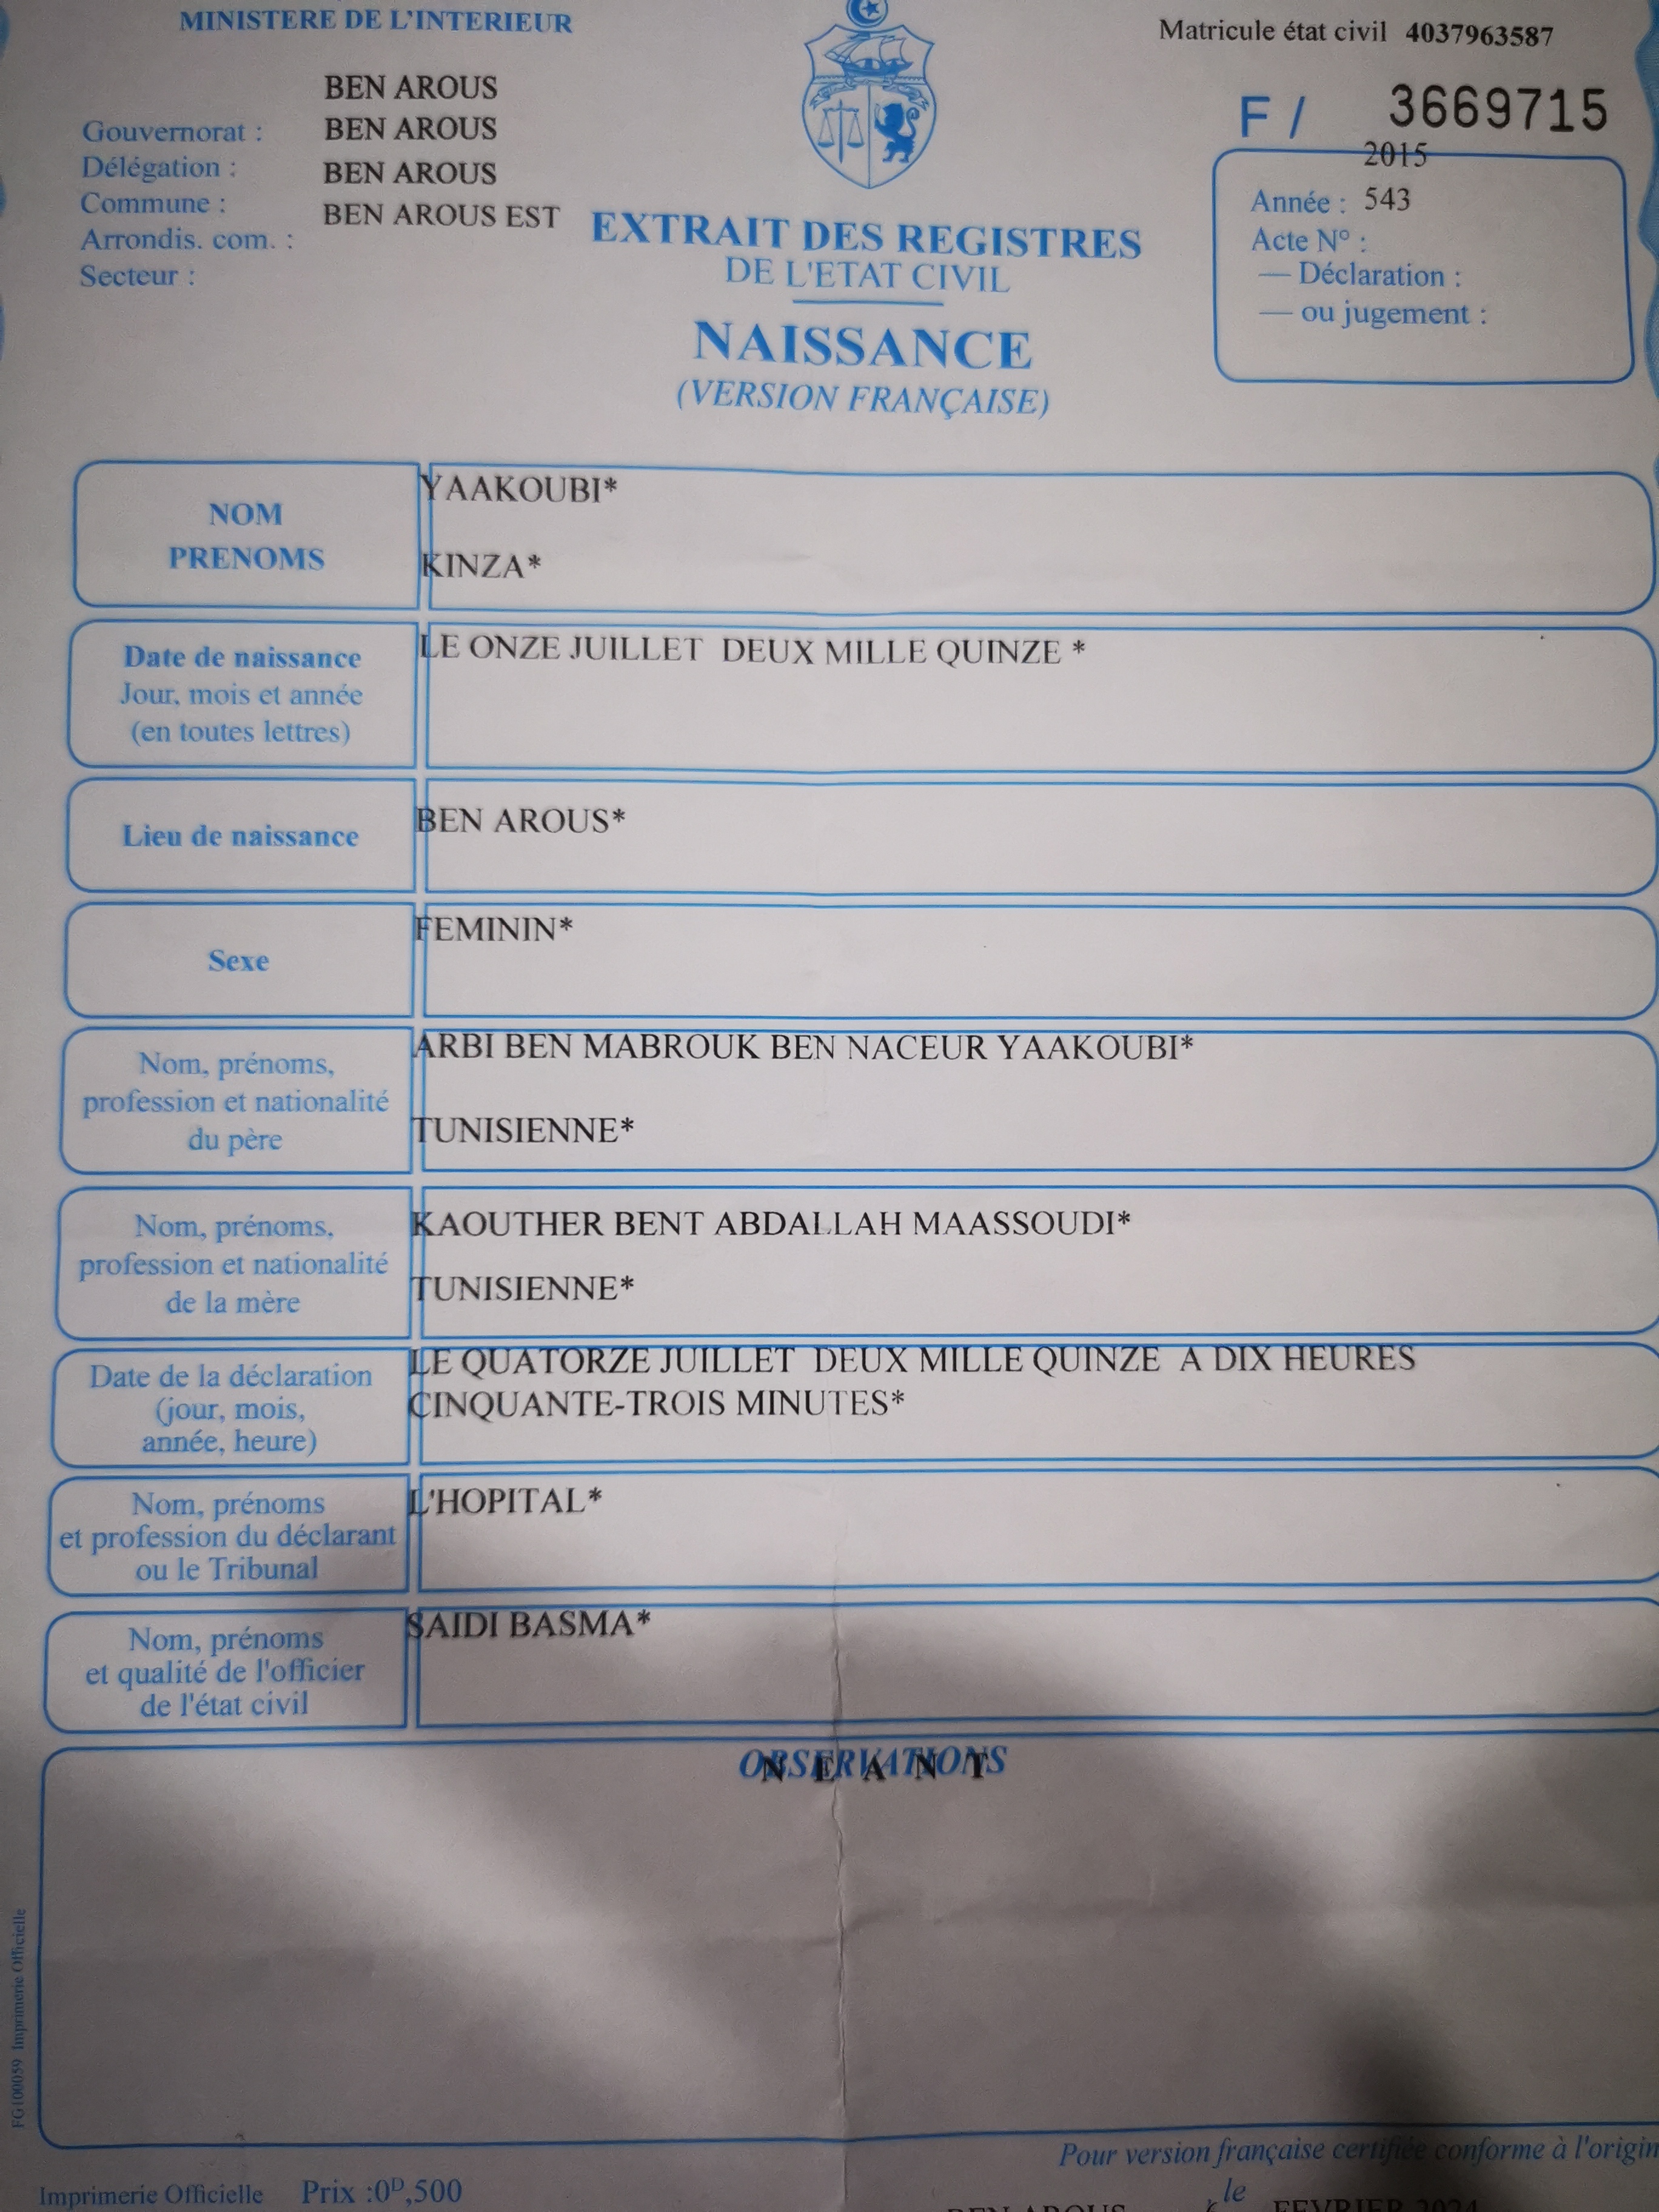 MINISTERE DE L'INTERIEUR
Matricule état civil 4037963587
F / 3669715
BEN AROUS
Gouvernorat : BEN AROUS
Délégation : BEN AROUS
Commune : BEN AROUS EST
Arrondis. com. :
Secteur :
2015
Année : 543
Acte N° :
— Déclaration :
— ou jugement :
EXTRAIT DES REGISTRES
DE L'ETAT CIVIL
NAISSANCE
(VERSION FRANÇAISE)
NOM
PRENOMS
YAAKOUBI*
KINZA*
Date de naissance
Jour, mois et année
(en toutes lettres)
LE ONZE JUILLET DEUX MILLE QUINZE *
Lieu de naissance
BEN AROUS*
Sexe
FEMININ*
Nom, prénoms,
profession et nationalité
du père
ARBI BEN MABROUK BEN NACEUR YAAKOUBI*
TUNISIENNE*
Nom, prénoms,
profession et nationalité
de la mère
KAOUTHER BENT ABDALLAH MAASSOUDI*
TUNISIENNE*
Date de la déclaration
(jour, mois,
année, heure)
LE QUATORZE JUILLET DEUX MILLE QUINZE A DIX HEURES
CINQUANTE-TROIS MINUTES*
Nom, prénoms
et profession du déclarant
ou le Tribunal
L'HOPITAL*
Nom, prénoms
et qualité de l'officier
de l'état civil
SAIDI BASMA*
OBSERVATIONS
N E A N T
FG100059 Imprimerie Officielle
Pour version française certifiée conforme à l'origin
Imprimerie Officielle Prix :0ᴰ,500
le
BEN AROUS
FEVRIER 2024